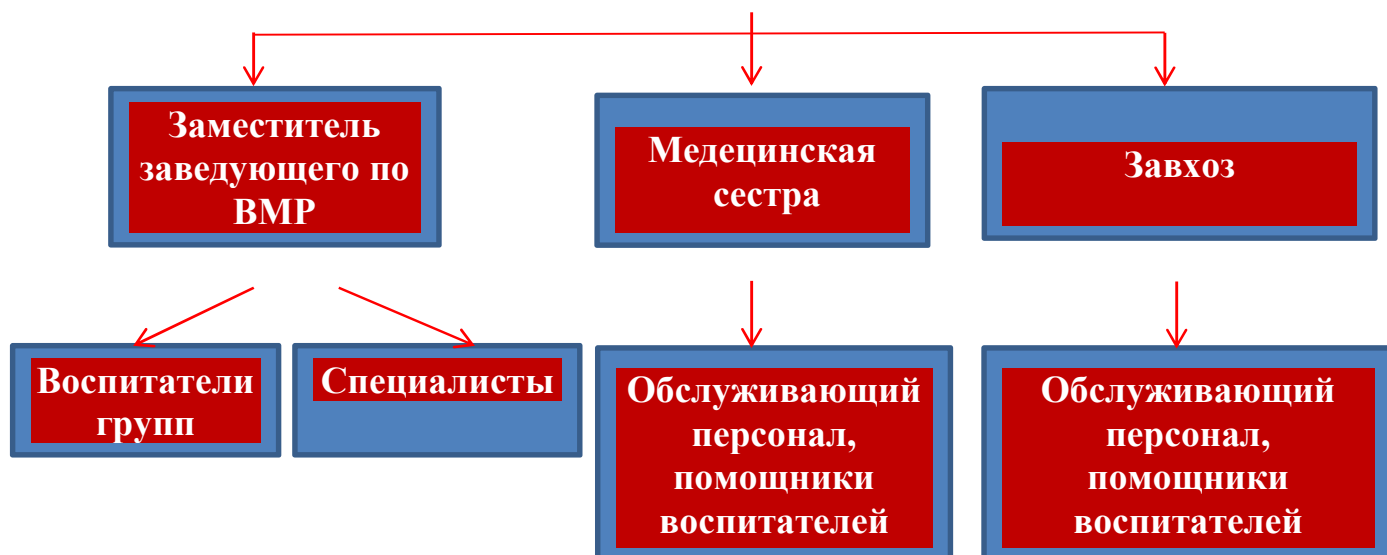 Заместитель
заведующего по
ВМР
Медецинская
сестра
Завхоз
Воспитатели
групп
Специалисты
Обслуживающий
персонал,
помощники
воспитателей
Обслуживающий
персонал,
помощники
воспитателей